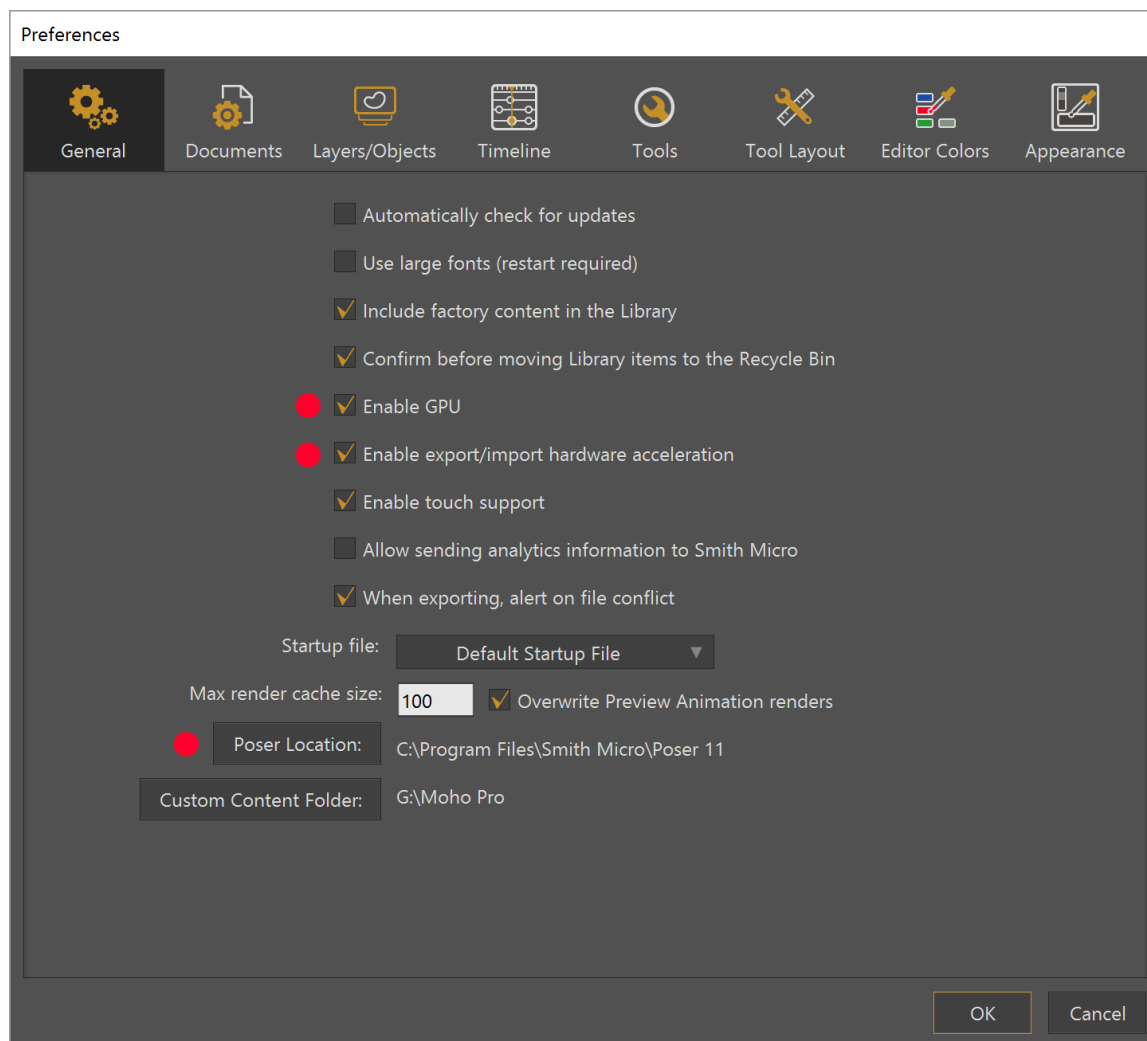 Preferences
General Documents Layers/Objects Timeline Tools Tool Layout Editor Colors Appearance
Automatically check for updates
Use large fonts (restart required)
Include factory content in the Library
Confirm before moving Library items to the Recycle Bin
Enable GPU
Enable export/import hardware acceleration
Enable touch support
Allow sending analytics information to Smith Micro
When exporting, alert on file conflict
Startup file: Default Startup File
Max render cache size: 100 Overwrite Preview Animation renders
Poser Location: C:\Program Files\Smith Micro\Poser 11
Custom Content Folder: G:\Moho Pro
OK Cancel